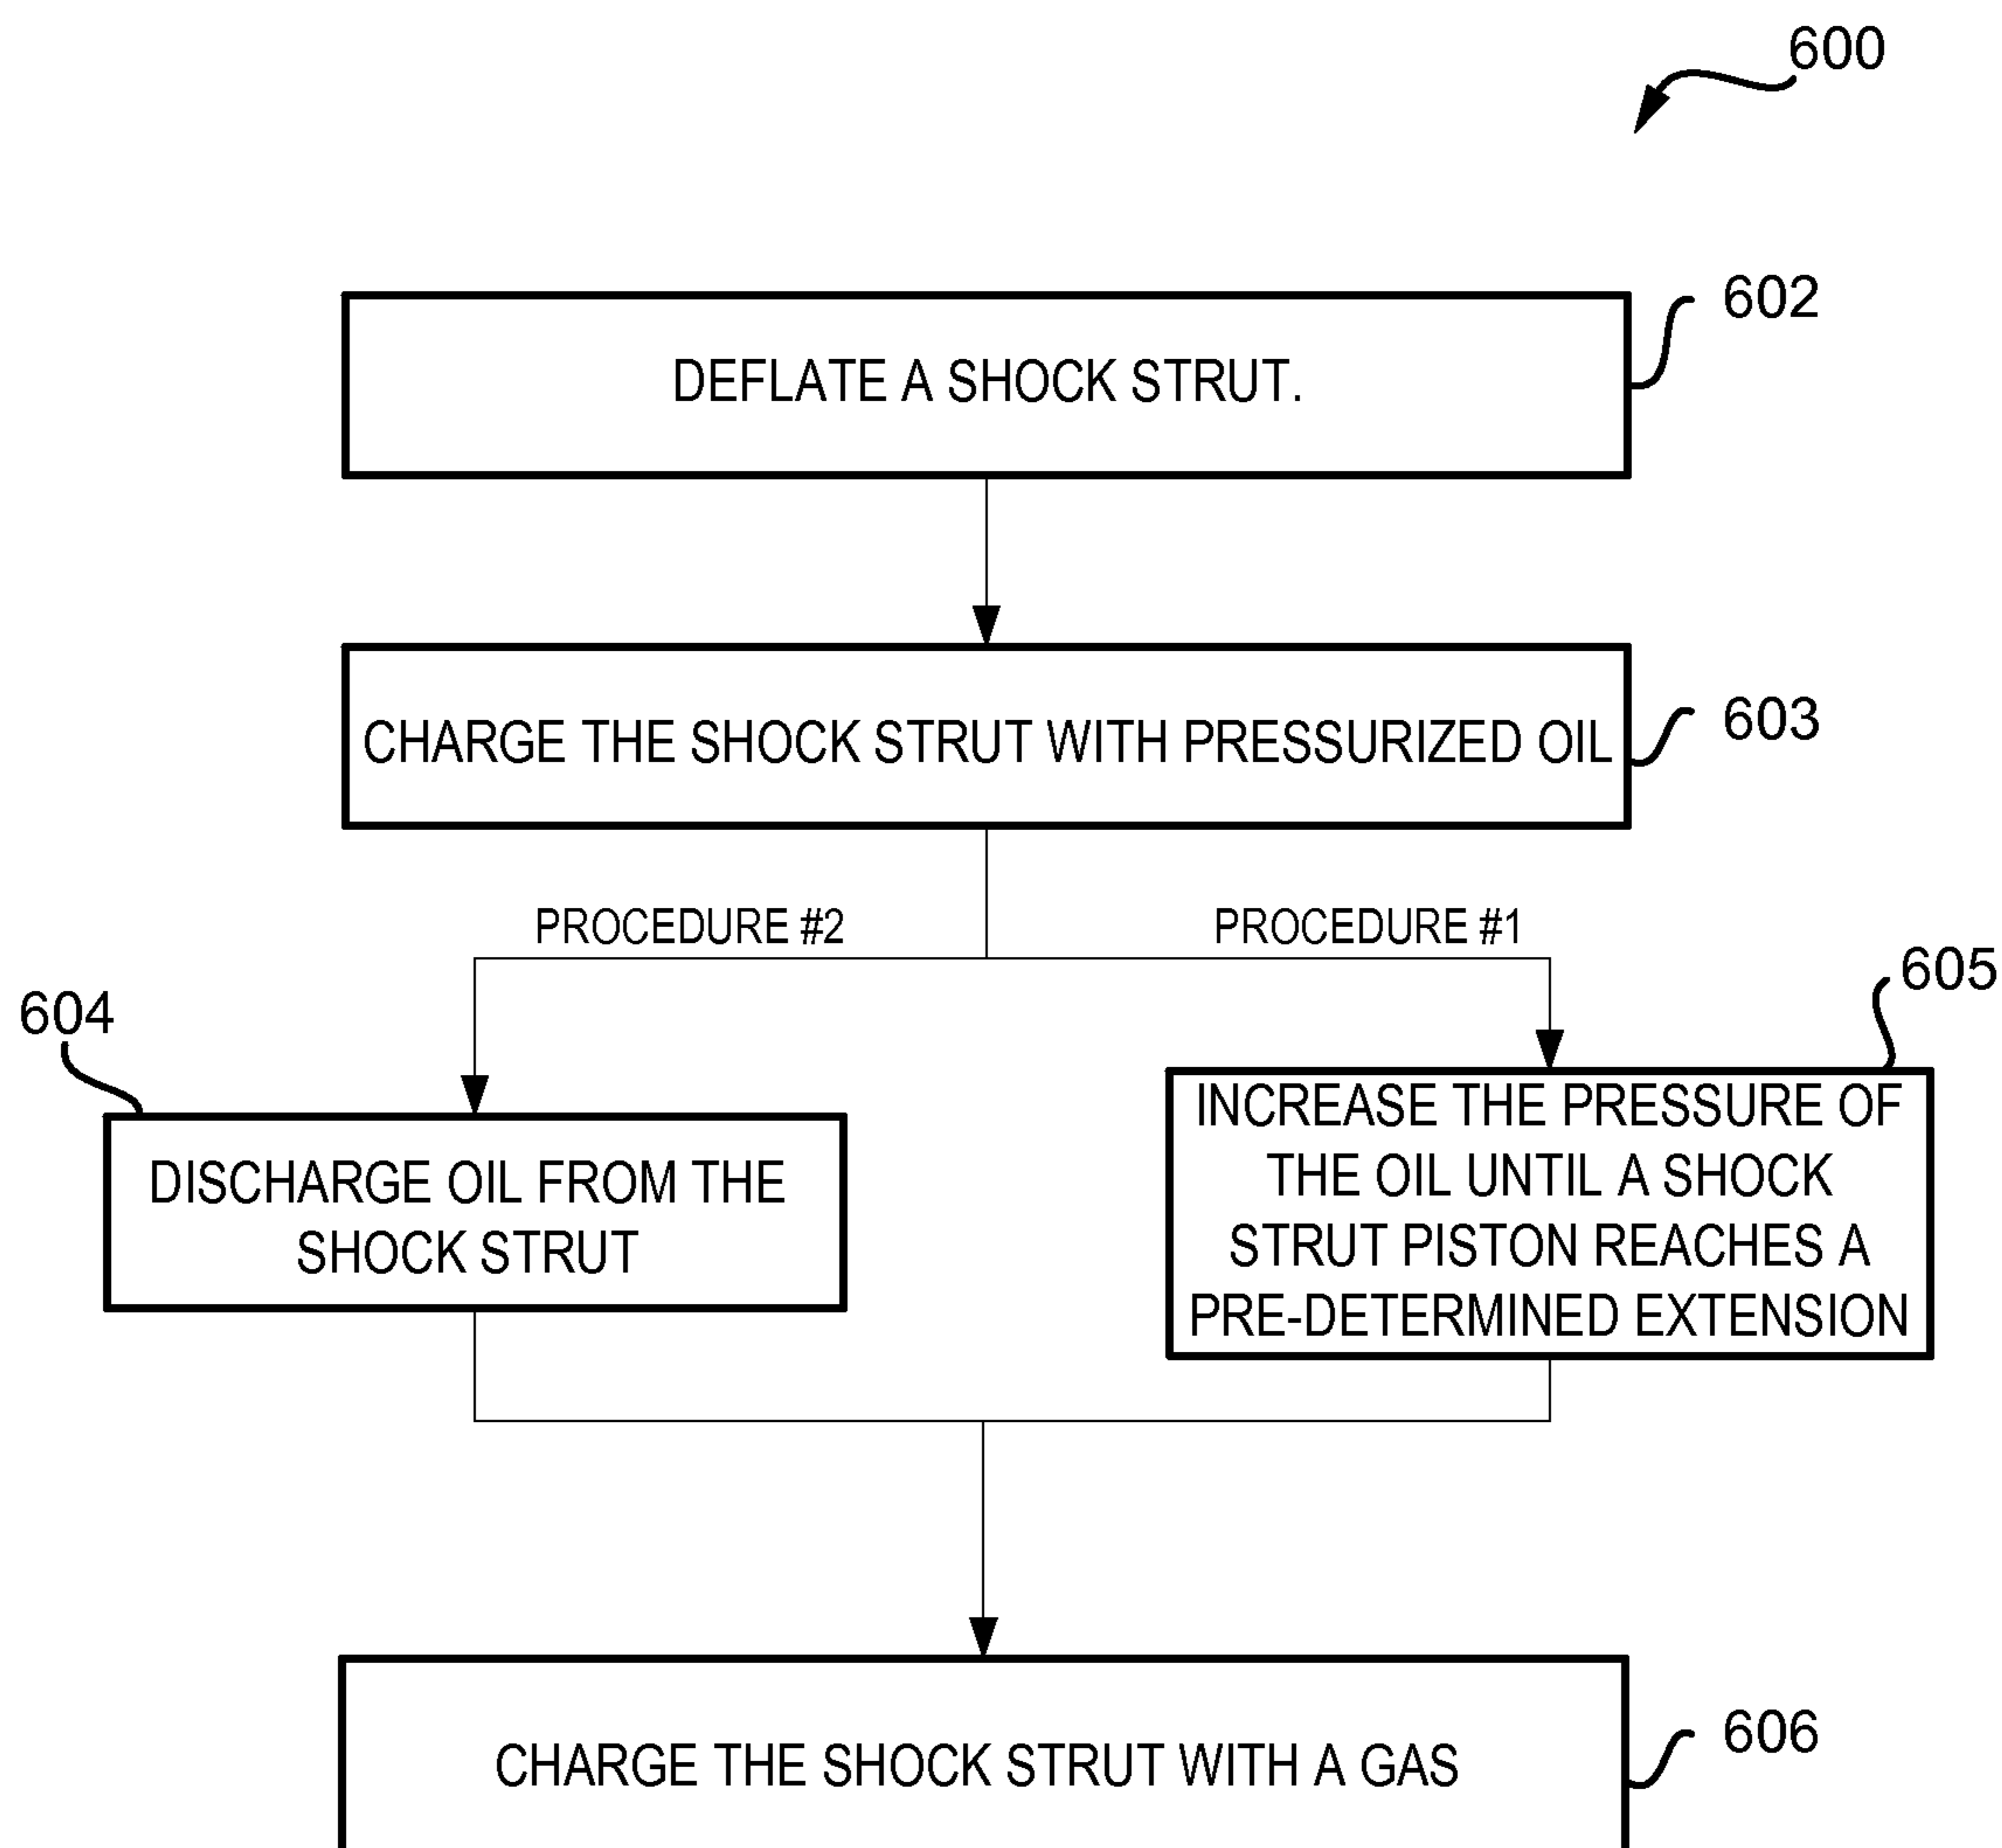 600
DEFLATE A SHOCK STRUT.
602
CHARGE THE SHOCK STRUT WITH PRESSURIZED OIL
603
PROCEDURE #2
PROCEDURE #1
604
605
DISCHARGE OIL FROM THE
SHOCK STRUT
INCREASE THE PRESSURE OF
THE OIL UNTIL A SHOCK
STRUT PISTON REACHES A
PRE-DETERMINED EXTENSION
CHARGE THE SHOCK STRUT WITH A GAS
606